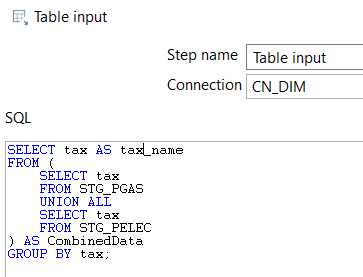 Table input
Step name Table input
Connection CN_DIM
SQL
SELECT tax AS tax_name
FROM (
    SELECT tax
    FROM STG_PGAS
    UNION ALL
    SELECT tax
    FROM STG_PELEC
) AS CombinedData
GROUP BY tax;